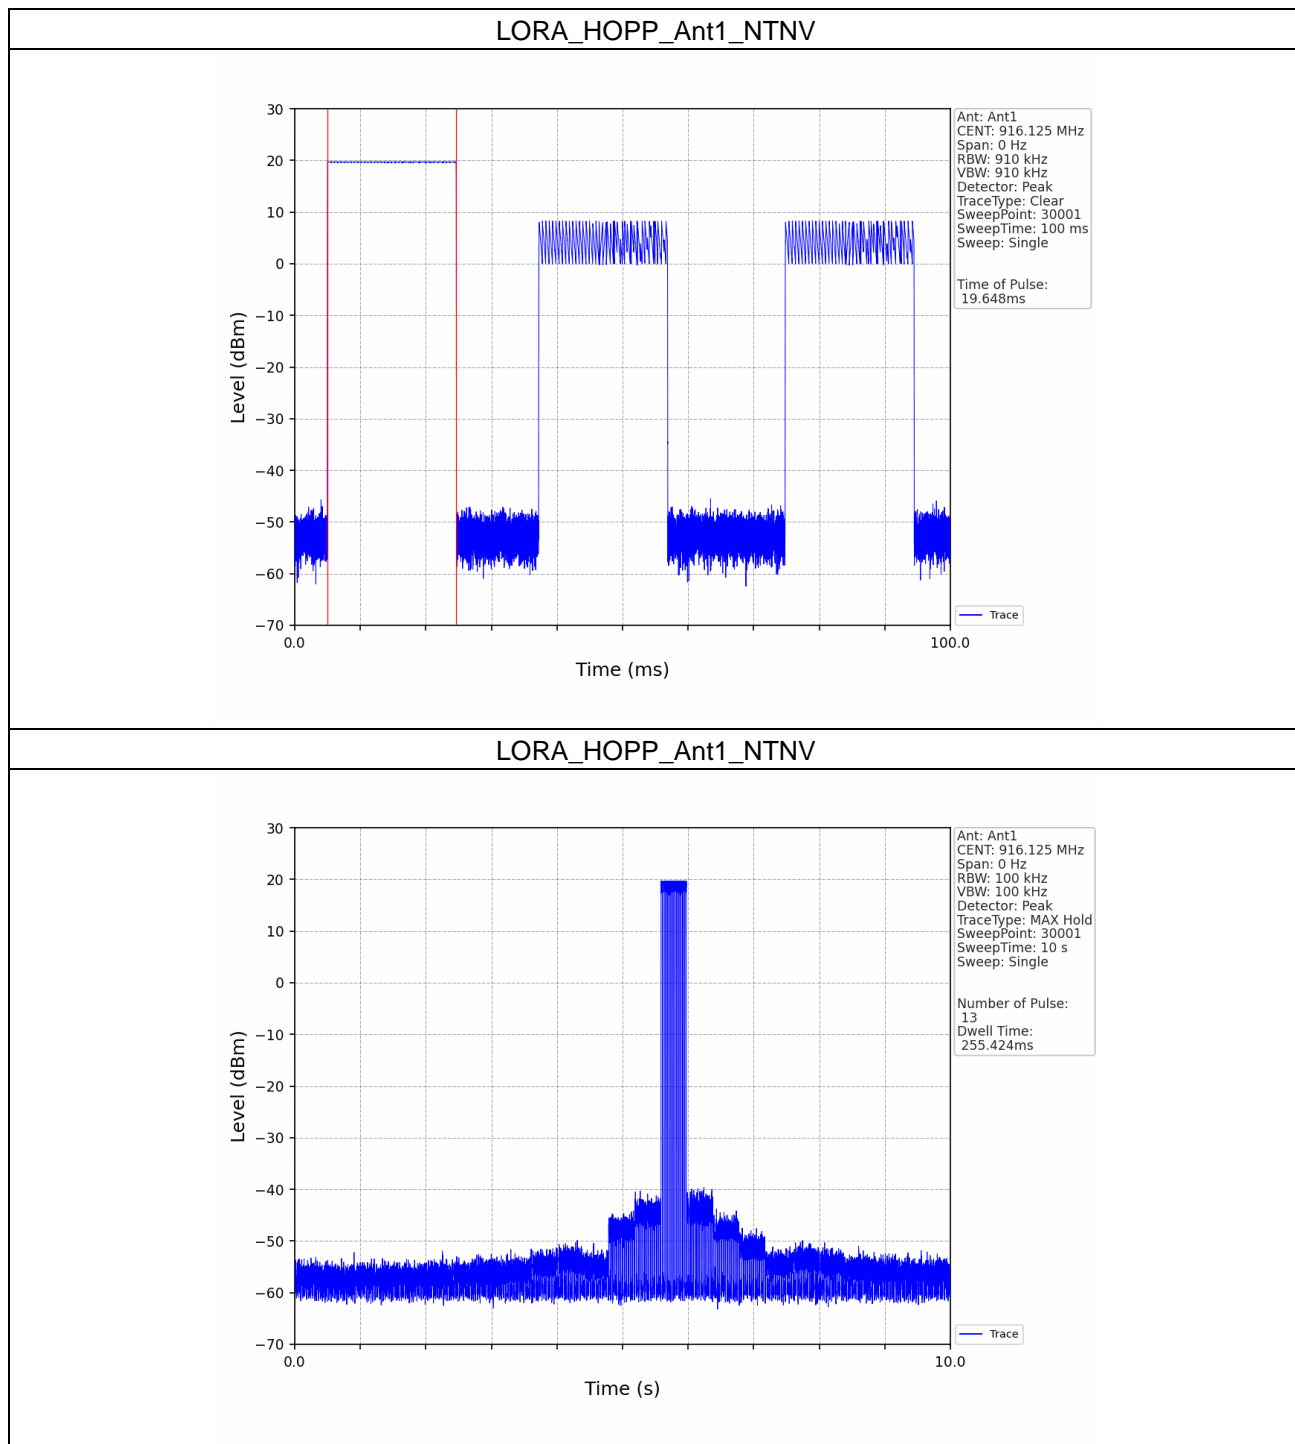 LORA_HOPP_Ant1_NTNV
30
20
10
0
−10
−20
−30
−40
−50
−60
−70
Level (dBm)
0.0
100.0
Time (ms)
Ant: Ant1
CENT: 916.125 MHz
Span: 0 Hz
RBW: 910 kHz
VBW: 910 kHz
Detector: Peak
TraceType: Clear
SweepPoint: 30001
SweepTime: 100 ms
Sweep: Single
Time of Pulse:
19.648ms
Trace
LORA_HOPP_Ant1_NTNV
30
20
10
0
−10
−20
−30
−40
−50
−60
−70
Level (dBm)
0.0
10.0
Time (s)
Ant: Ant1
CENT: 916.125 MHz
Span: 0 Hz
RBW: 100 kHz
VBW: 100 kHz
Detector: Peak
TraceType: MAX Hold
SweepPoint: 30001
SweepTime: 10 s
Sweep: Single
Number of Pulse:
13
Dwell Time:
255.424ms
Trace